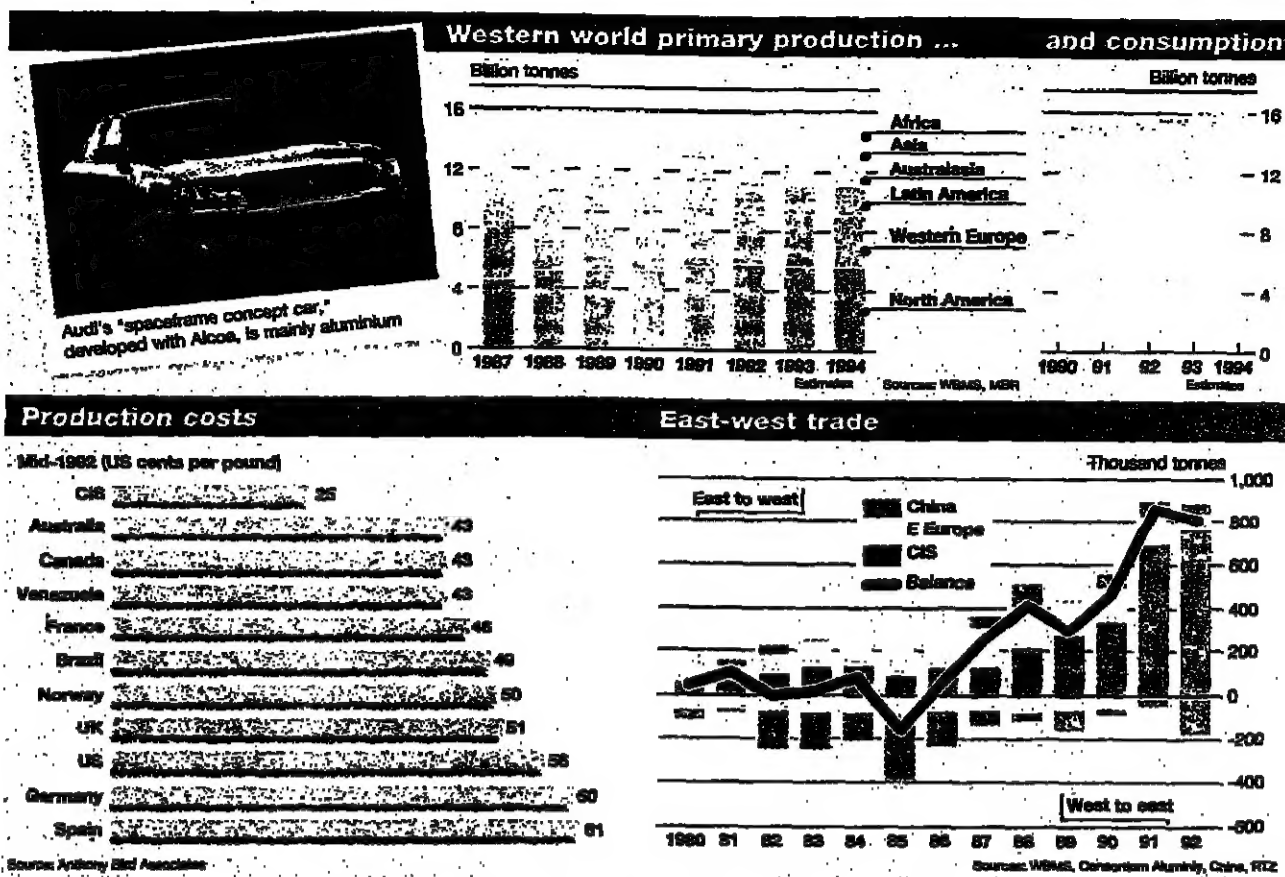 Western world primary production ...
and consumption
Billion tonnes
16
12
8
4
0
1987 1988 1989 1990 1991 1992 1993 1994
Estimates
Africa
Asia
Australasia
Latin America
Western Europe
North America
Sources: WBMS, MBR
Billion tonnes
16
12
8
4
0
1990 91 92 93 1994
Estimates
Audi's "spaceframe concept car,"
developed with Alcoa, is mainly aluminium
Production costs
Mid-1992 (US cents per pound)
CIS 25
Australia 43
Canada 43
Venezuela 43
France 46
Brazil 49
Norway 50
UK 51
US 56
Germany 60
Spain 61
Source: Anthony Bird Associates
East-west trade
Thousand tonnes
East to west
China
E Europe
CIS
Balance
1,000
800
600
400
200
0
-200
-400
-500
West to east
1980 81 82 83 84 85 86 87 88 89 90 91 92
Sources: WBMS, Consortium Aluminiy, China, RTZ